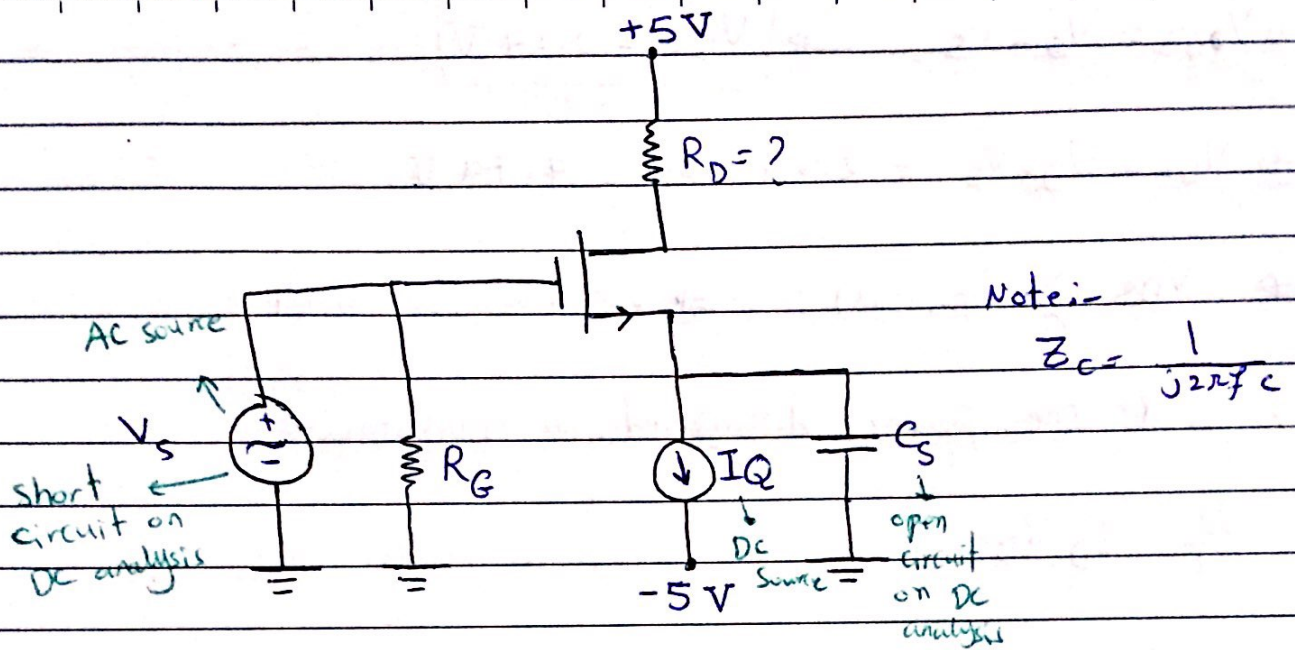 +5V
R_D = ?
Note:-
Z_C = 1 / j2πfc
AC source
V_S
+
-
R_G
IQ
C_S
short
circuit on
DC analysis
DC
Source
open
circuit
on DC
analysis
-5V